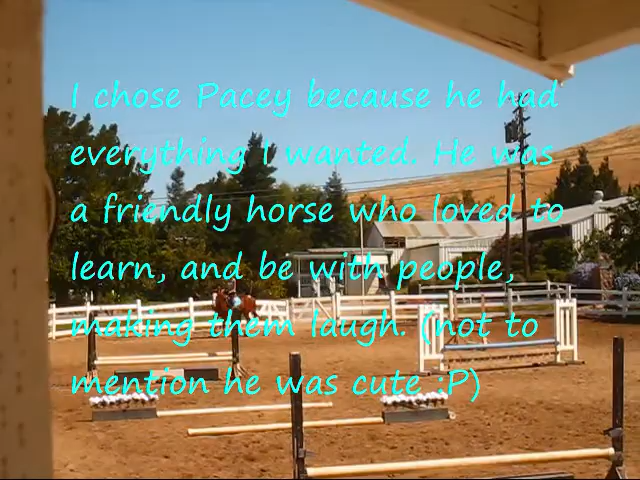 I chose Pacey because he had
everything I wanted. He was
a friendly horse who loved to
learn, and be with people,
making them laugh. (not to
mention he was cute :P)